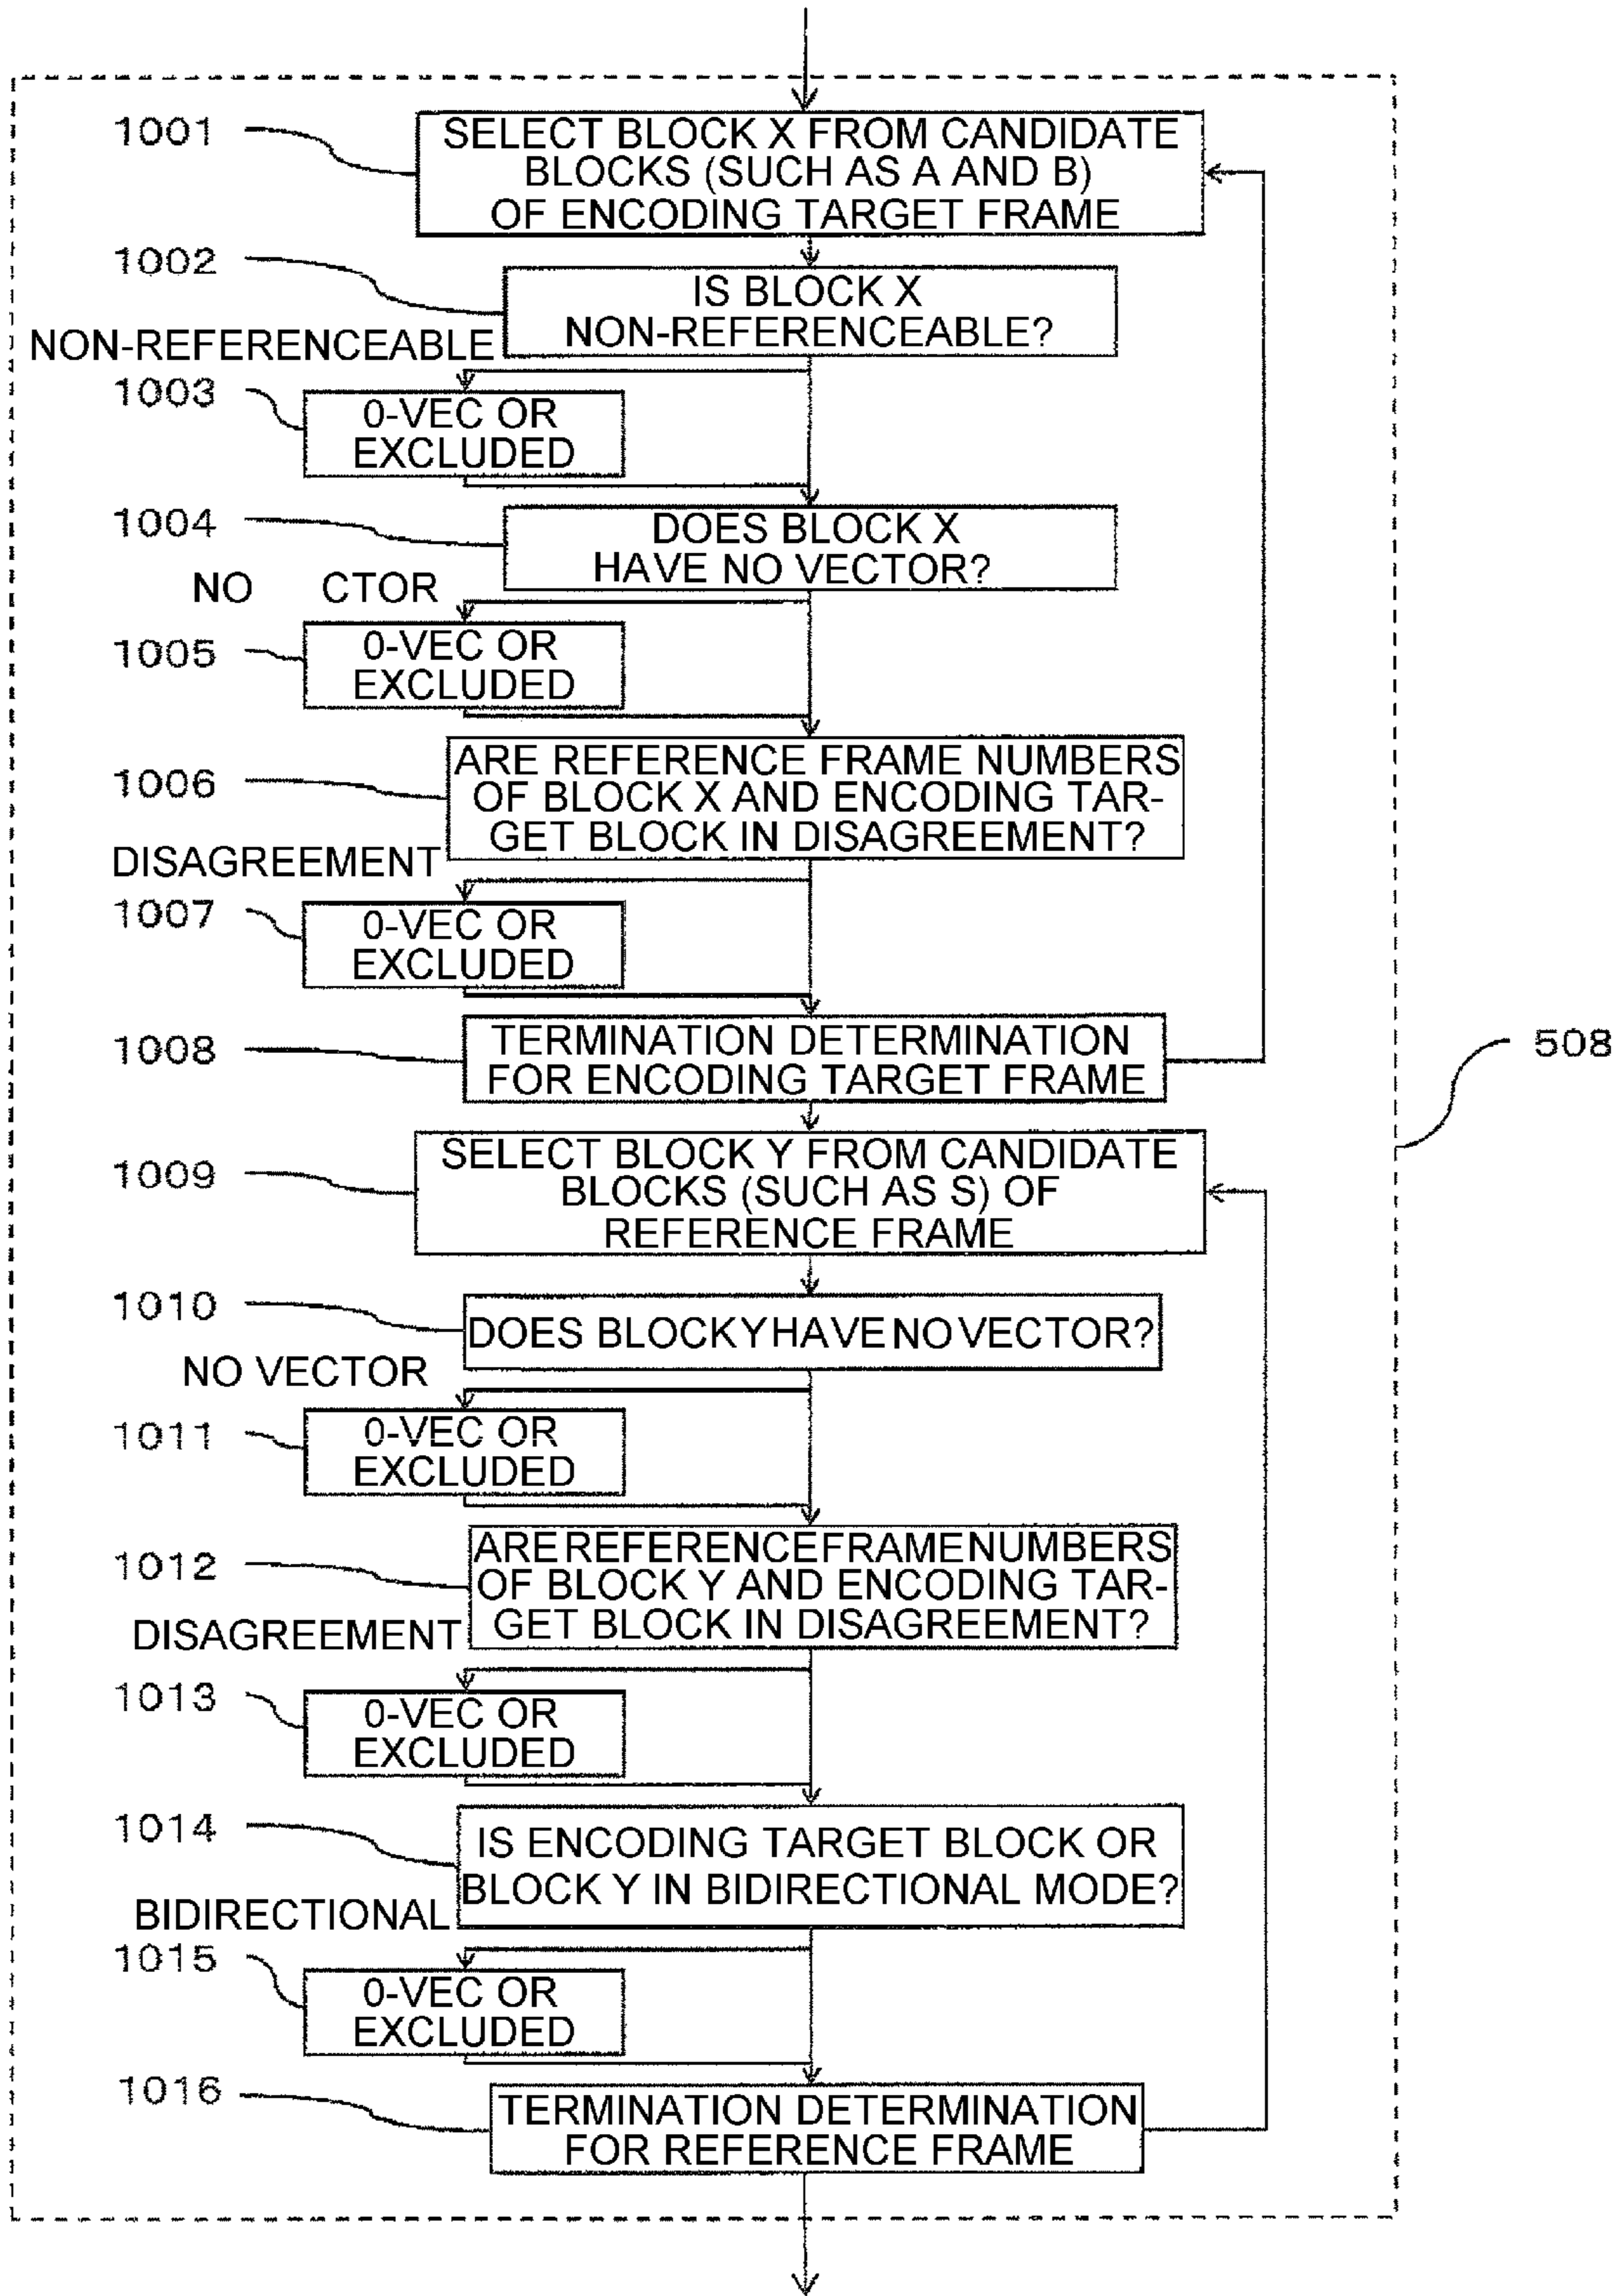 1001
SELECT BLOCK X FROM CANDIDATE
BLOCKS (SUCH AS A AND B)
OF ENCODING TARGET FRAME
1002
IS BLOCK X
NON-REFERENCEABLE?
NON-REFERENCEABLE
1003
0-VEC OR
EXCLUDED
1004
DOES BLOCK X
HAVE NO VECTOR?
NO CTOR
1005
0-VEC OR
EXCLUDED
1006
ARE REFERENCE FRAME NUMBERS
OF BLOCK X AND ENCODING TAR-
GET BLOCK IN DISAGREEMENT?
DISAGREEMENT
1007
0-VEC OR
EXCLUDED
1008
TERMINATION DETERMINATION
FOR ENCODING TARGET FRAME
508
1009
SELECT BLOCK Y FROM CANDIDATE
BLOCKS (SUCH AS S) OF
REFERENCE FRAME
1010
DOES BLOCK Y HAVE NO VECTOR?
NO VECTOR
1011
0-VEC OR
EXCLUDED
1012
ARE REFERENCE FRAME NUMBERS
OF BLOCK Y AND ENCODING TAR-
GET BLOCK IN DISAGREEMENT?
DISAGREEMENT
1013
0-VEC OR
EXCLUDED
1014
IS ENCODING TARGET BLOCK OR
BLOCK Y IN BIDIRECTIONAL MODE?
BIDIRECTIONAL
1015
0-VEC OR
EXCLUDED
1016
TERMINATION DETERMINATION
FOR REFERENCE FRAME